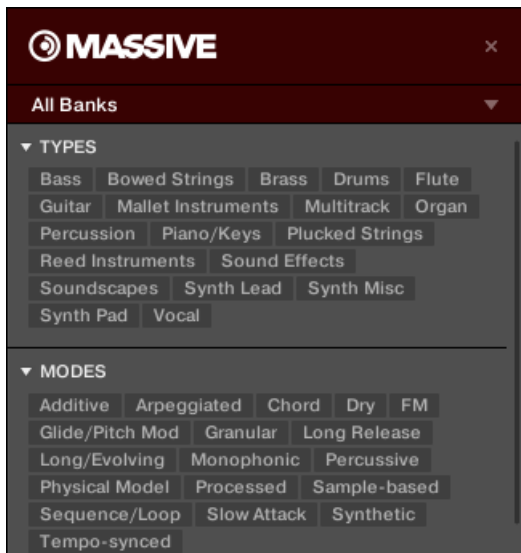 MASSIVE
All Banks
TYPES
Bass Bowed Strings Brass Drums Flute
Guitar Mallet Instruments Multitrack Organ
Percussion Piano/Keys Plucked Strings
Reed Instruments Sound Effects
Soundscapes Synth Lead Synth Misc
Synth Pad Vocal
MODES
Additive Arpeggiated Chord Dry FM
Glide/Pitch Mod Granular Long Release
Long/Evolving Monophonic Percussive
Physical Model Processed Sample-based
Sequence/Loop Slow Attack Synthetic
Tempo-synced